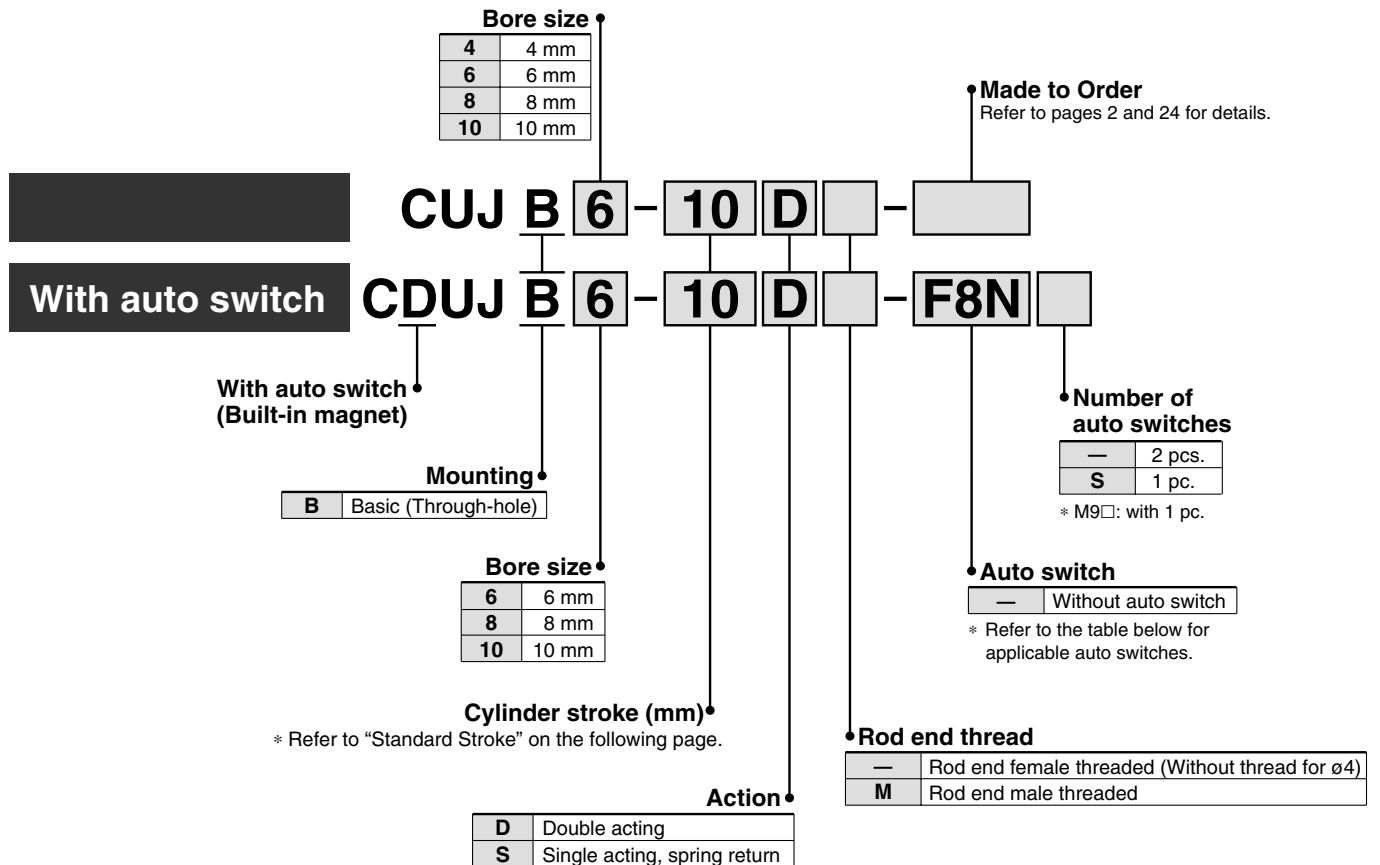 Bore size
4 4 mm
6 6 mm
8 8 mm
10 10 mm
Made to Order
Refer to pages 2 and 24 for details.
CUJ B 6 – 10 D –
With auto switch CDUJ B 6 – 10 D – F8N
With auto switch
(Built-in magnet)
Number of
auto switches
— 2 pcs.
S 1 pc.
* M9□: with 1 pc.
Mounting
B Basic (Through-hole)
Bore size
6 6 mm
8 8 mm
10 10 mm
Auto switch
— Without auto switch
* Refer to the table below for
applicable auto switches.
Cylinder stroke (mm)
* Refer to “Standard Stroke” on the following page.
Rod end thread
— Rod end female threaded (Without thread for ø4)
M Rod end male threaded
Action
D Double acting
S Single acting, spring return